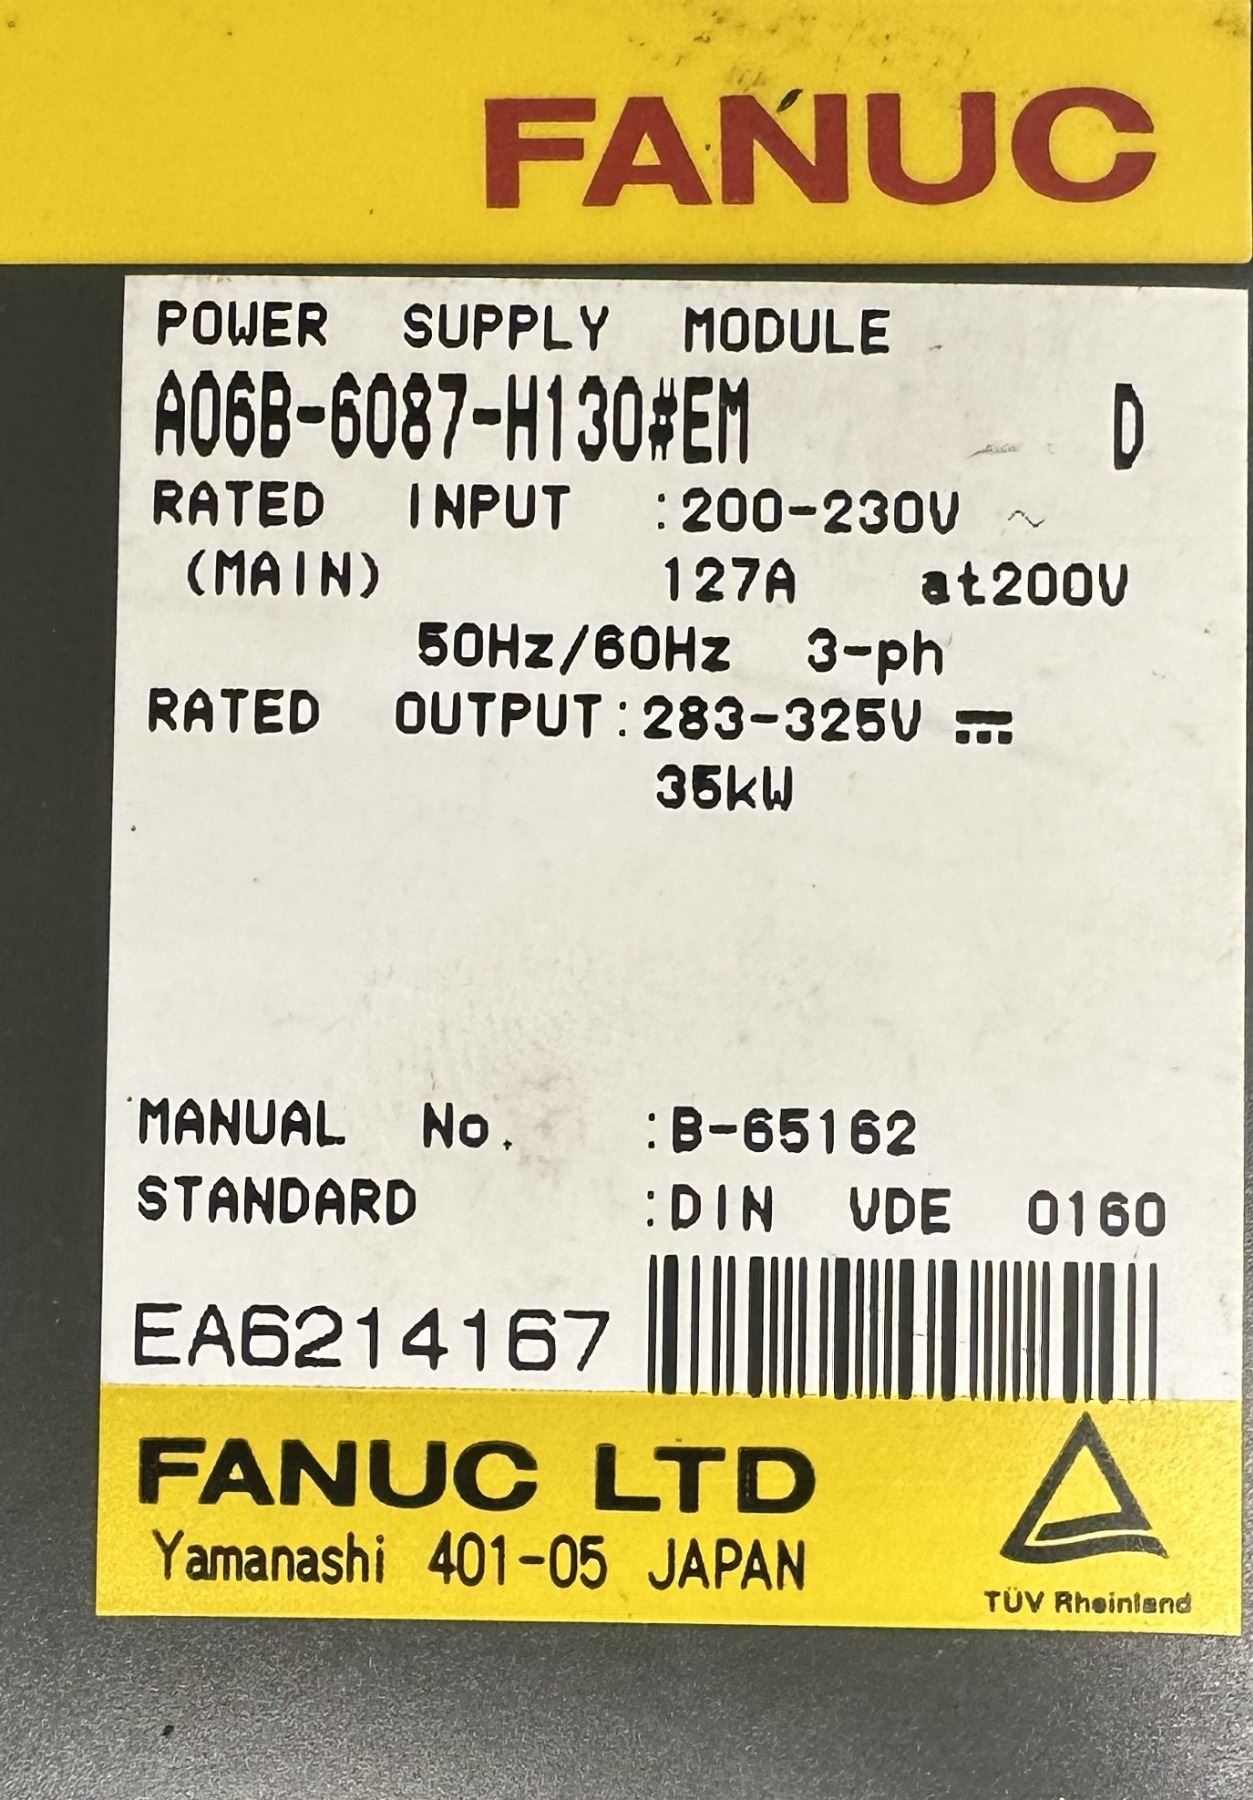 FANUC
POWER SUPPLY MODULE
A06B-6087-H130#EM D
RATED INPUT :200-230V ~
(MAIN) 127A at200V
50Hz/60Hz 3-ph
RATED OUTPUT:283-325V ⎓
35kW
MANUAL No. :B-65162
STANDARD :DIN VDE 0160
EA6214167
FANUC LTD
Yamanashi 401-05 JAPAN
TÜV Rheinland